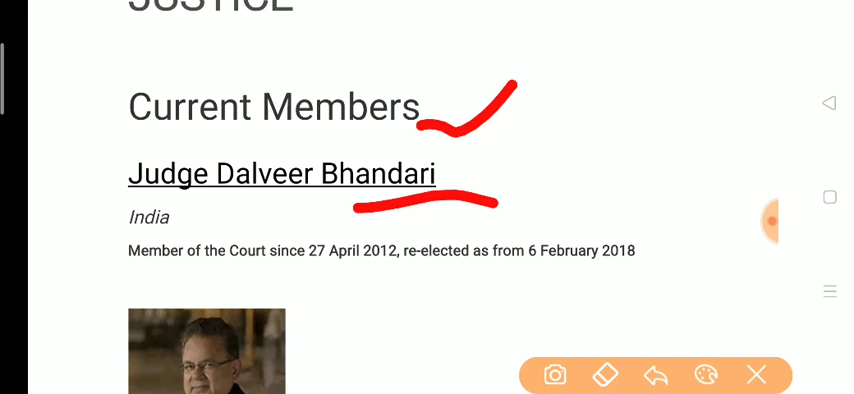 JUSTICE
Current Members
Judge Dalveer Bhandari
India
Member of the Court since 27 April 2012, re-elected as from 6 February 2018